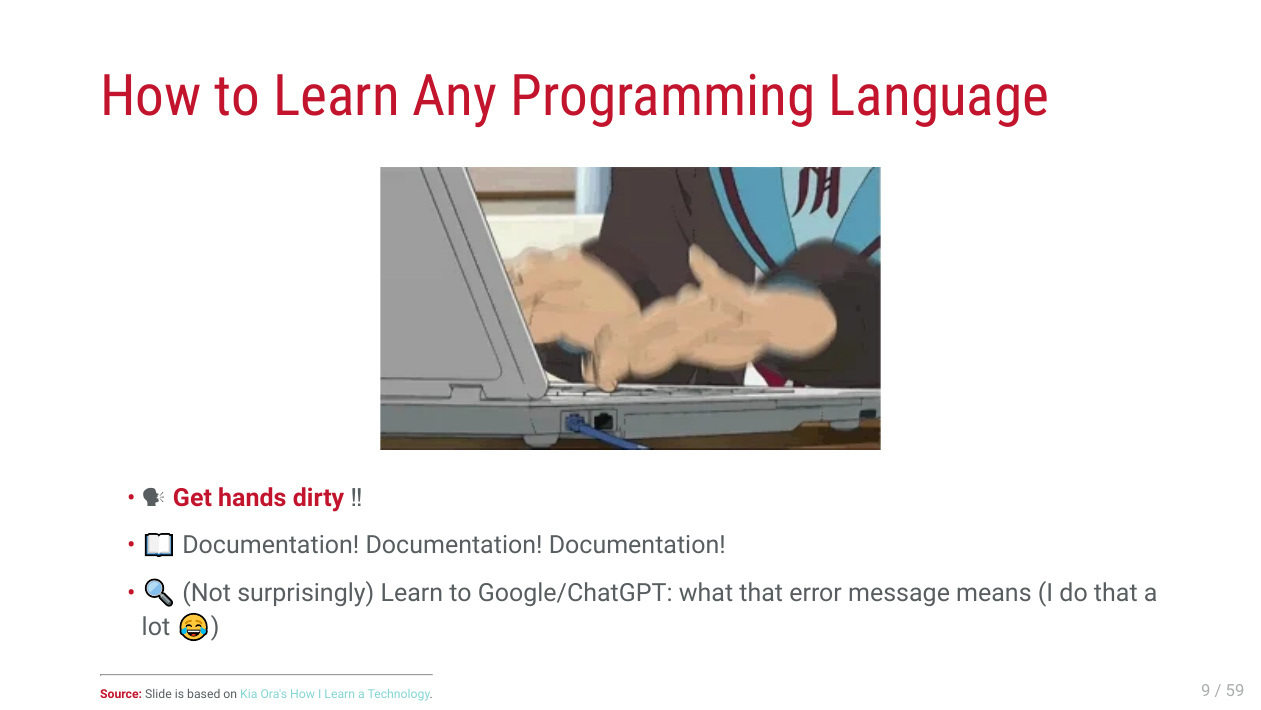 How to Learn Any Programming Language
• 🗣 Get hands dirty ‼
• 📖 Documentation! Documentation! Documentation!
• 🔍 (Not surprisingly) Learn to Google/ChatGPT: what that error message means (I do that a
lot 😂)
Source: Slide is based on Kia Ora's How I Learn a Technology.
9 / 59